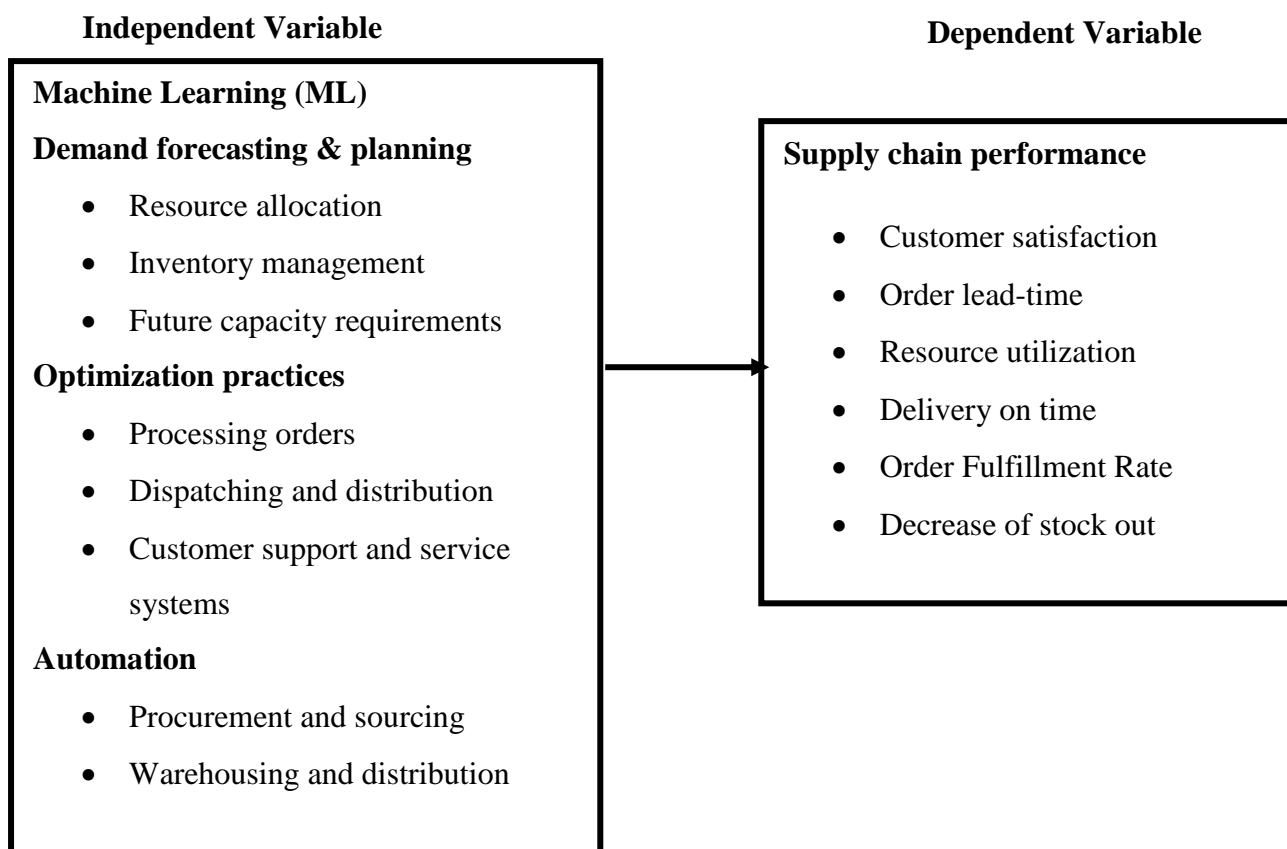 Independent Variable
Machine Learning (ML)
Demand forecasting & planning
• Resource allocation
• Inventory management
• Future capacity requirements
Optimization practices
• Processing orders
• Dispatching and distribution
• Customer support and service
systems
Automation
• Procurement and sourcing
• Warehousing and distribution
Dependent Variable
Supply chain performance
• Customer satisfaction
• Order lead-time
• Resource utilization
• Delivery on time
• Order Fulfillment Rate
• Decrease of stock out